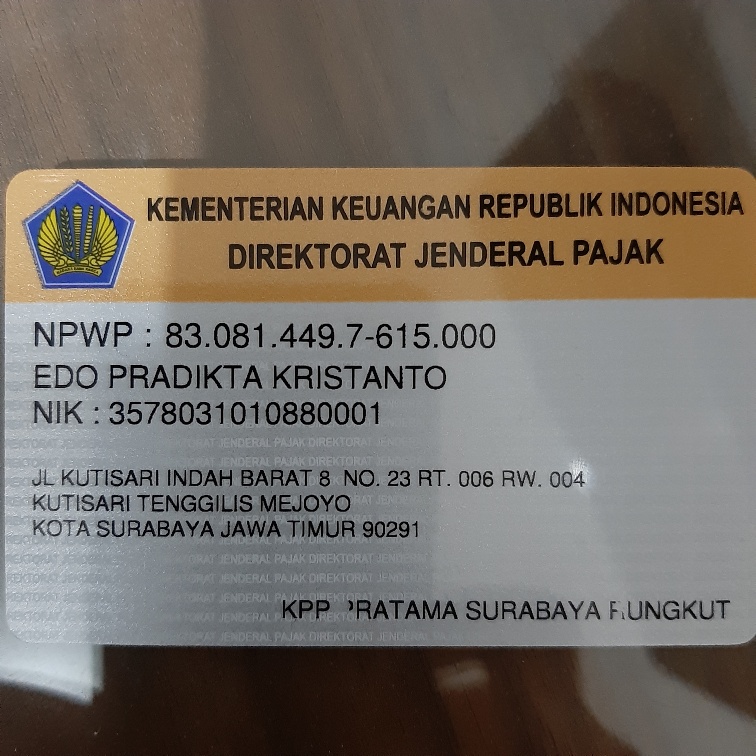 KEMENTERIAN KEUANGAN REPUBLIK INDONESIA
DIREKTORAT JENDERAL PAJAK
NPWP : 83.081.449.7-615.000
EDO PRADIKTA KRISTANTO
NIK : 3578031010880001
JL KUTISARI INDAH BARAT 8 NO. 23 RT. 006 RW. 004
KUTISARI TENGGILIS MEJOYO
KOTA SURABAYA JAWA TIMUR 90291
KPP PRATAMA SURABAYA RUNGKUT